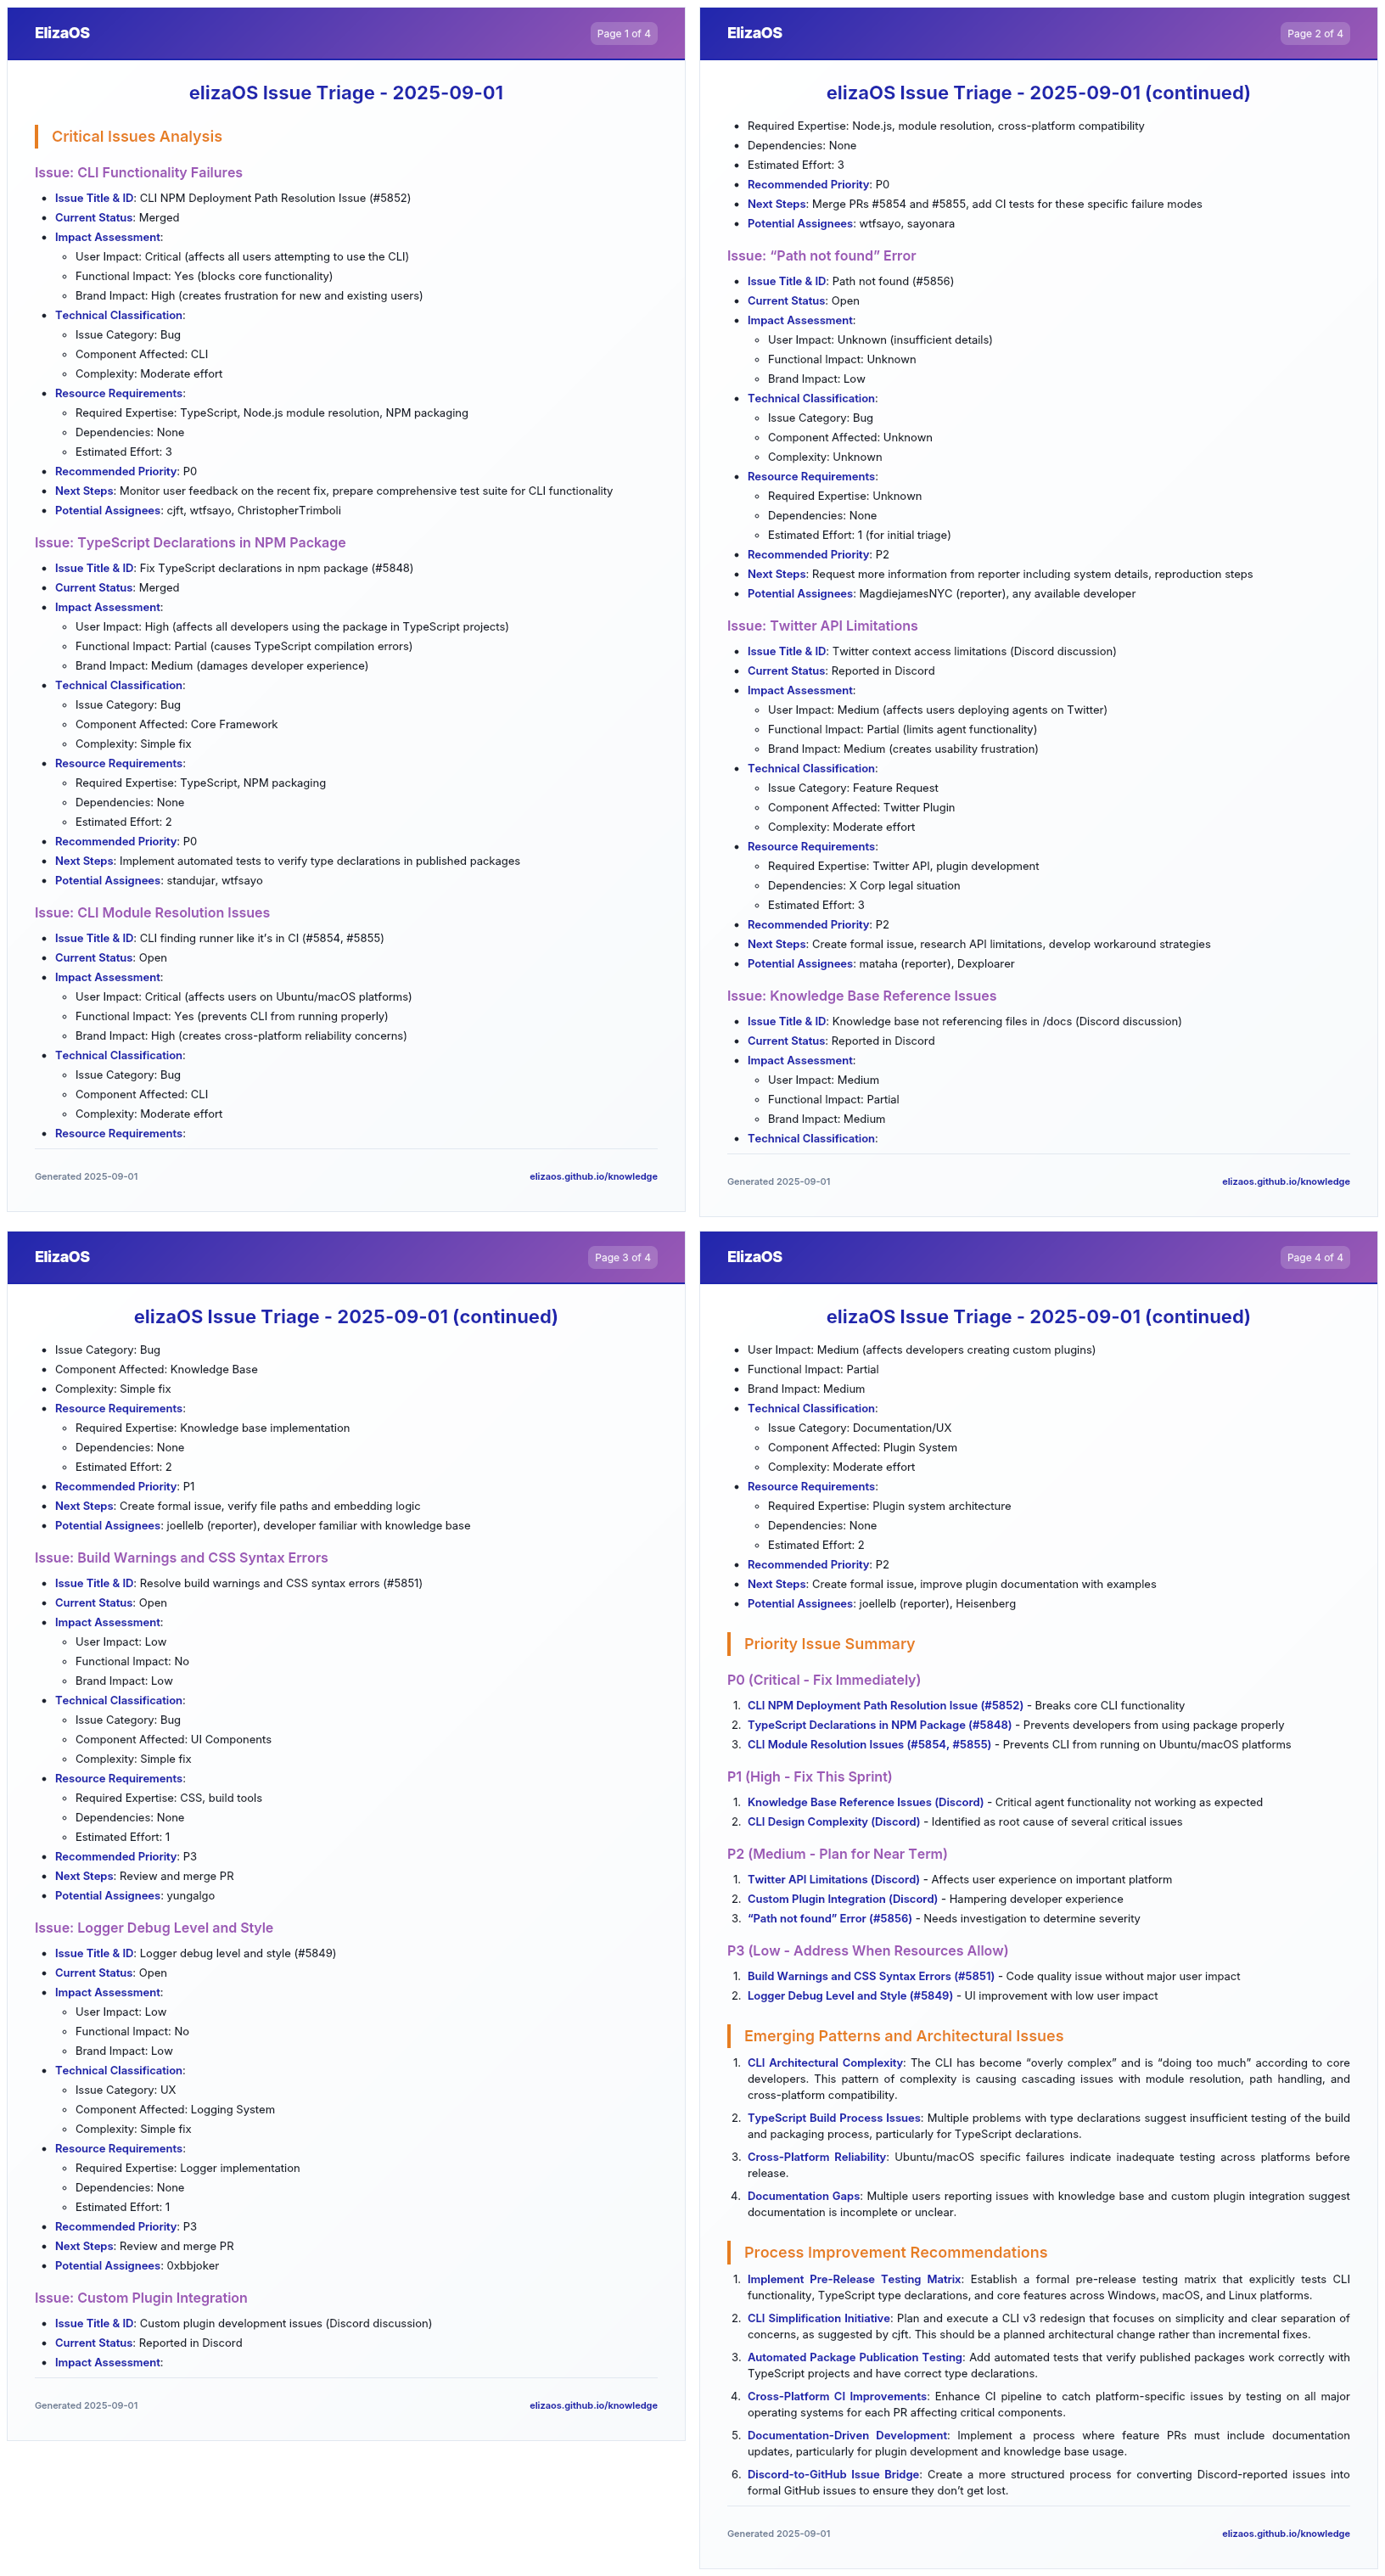 ElizaOS
Page 1 of 4
elizaOS Issue Triage - 2025-09-01
Critical Issues Analysis
Issue: CLI Functionality Failures
• Issue Title & ID: CLI NPM Deployment Path Resolution Issue (#5852)
• Current Status: Merged
• Impact Assessment:
◦ User Impact: Critical (affects all users attempting to use the CLI)
◦ Functional Impact: Yes (blocks core functionality)
◦ Brand Impact: High (creates frustration for new and existing users)
• Technical Classification:
◦ Issue Category: Bug
◦ Component Affected: CLI
◦ Complexity: Moderate effort
• Resource Requirements:
◦ Required Expertise: TypeScript, Node.js module resolution, NPM packaging
◦ Dependencies: None
◦ Estimated Effort: 3
• Recommended Priority: P0
• Next Steps: Monitor user feedback on the recent fix, prepare comprehensive test suite for CLI functionality
• Potential Assignees: cjft, wtfsayo, ChristopherTrimboli
Issue: TypeScript Declarations in NPM Package
• Issue Title & ID: Fix TypeScript declarations in npm package (#5848)
• Current Status: Merged
• Impact Assessment:
◦ User Impact: High (affects all developers using the package in TypeScript projects)
◦ Functional Impact: Partial (causes TypeScript compilation errors)
◦ Brand Impact: Medium (damages developer experience)
• Technical Classification:
◦ Issue Category: Bug
◦ Component Affected: Core Framework
◦ Complexity: Simple fix
• Resource Requirements:
◦ Required Expertise: TypeScript, NPM packaging
◦ Dependencies: None
◦ Estimated Effort: 2
• Recommended Priority: P0
• Next Steps: Implement automated tests to verify type declarations in published packages
• Potential Assignees: standujar, wtfsayo
Issue: CLI Module Resolution Issues
• Issue Title & ID: CLI finding runner like it’s in CI (#5854, #5855)
• Current Status: Open
• Impact Assessment:
◦ User Impact: Critical (affects users on Ubuntu/macOS platforms)
◦ Functional Impact: Yes (prevents CLI from running properly)
◦ Brand Impact: High (creates cross-platform reliability concerns)
• Technical Classification:
◦ Issue Category: Bug
◦ Component Affected: CLI
◦ Complexity: Moderate effort
• Resource Requirements:
Generated 2025-09-01
elizaos.github.io/knowledge
ElizaOS
Page 2 of 4
elizaOS Issue Triage - 2025-09-01 (continued)
• Required Expertise: Node.js, module resolution, cross-platform compatibility
• Dependencies: None
• Estimated Effort: 3
• Recommended Priority: P0
• Next Steps: Merge PRs #5854 and #5855, add CI tests for these specific failure modes
• Potential Assignees: wtfsayo, sayonara
Issue: “Path not found” Error
• Issue Title & ID: Path not found (#5856)
• Current Status: Open
• Impact Assessment:
◦ User Impact: Unknown (insufficient details)
◦ Functional Impact: Unknown
◦ Brand Impact: Low
• Technical Classification:
◦ Issue Category: Bug
◦ Component Affected: Unknown
◦ Complexity: Unknown
• Resource Requirements:
◦ Required Expertise: Unknown
◦ Dependencies: None
◦ Estimated Effort: 1 (for initial triage)
• Recommended Priority: P2
• Next Steps: Request more information from reporter including system details, reproduction steps
• Potential Assignees: MagdiejamesNYC (reporter), any available developer
Issue: Twitter API Limitations
• Issue Title & ID: Twitter context access limitations (Discord discussion)
• Current Status: Reported in Discord
• Impact Assessment:
◦ User Impact: Medium (affects users deploying agents on Twitter)
◦ Functional Impact: Partial (limits agent functionality)
◦ Brand Impact: Medium (creates usability frustration)
• Technical Classification:
◦ Issue Category: Feature Request
◦ Component Affected: Twitter Plugin
◦ Complexity: Moderate effort
• Resource Requirements:
◦ Required Expertise: Twitter API, plugin development
◦ Dependencies: X Corp legal situation
◦ Estimated Effort: 3
• Recommended Priority: P2
• Next Steps: Create formal issue, research API limitations, develop workaround strategies
• Potential Assignees: mataha (reporter), Dexploarer
Issue: Knowledge Base Reference Issues
• Issue Title & ID: Knowledge base not referencing files in /docs (Discord discussion)
• Current Status: Reported in Discord
• Impact Assessment:
◦ User Impact: Medium
◦ Functional Impact: Partial
◦ Brand Impact: Medium
• Technical Classification:
Generated 2025-09-01
elizaos.github.io/knowledge
ElizaOS
Page 3 of 4
elizaOS Issue Triage - 2025-09-01 (continued)
• Issue Category: Bug
• Component Affected: Knowledge Base
• Complexity: Simple fix
• Resource Requirements:
◦ Required Expertise: Knowledge base implementation
◦ Dependencies: None
◦ Estimated Effort: 2
• Recommended Priority: P1
• Next Steps: Create formal issue, verify file paths and embedding logic
• Potential Assignees: joellelb (reporter), developer familiar with knowledge base
Issue: Build Warnings and CSS Syntax Errors
• Issue Title & ID: Resolve build warnings and CSS syntax errors (#5851)
• Current Status: Open
• Impact Assessment:
◦ User Impact: Low
◦ Functional Impact: No
◦ Brand Impact: Low
• Technical Classification:
◦ Issue Category: Bug
◦ Component Affected: UI Components
◦ Complexity: Simple fix
• Resource Requirements:
◦ Required Expertise: CSS, build tools
◦ Dependencies: None
◦ Estimated Effort: 1
• Recommended Priority: P3
• Next Steps: Review and merge PR
• Potential Assignees: yungalgo
Issue: Logger Debug Level and Style
• Issue Title & ID: Logger debug level and style (#5849)
• Current Status: Open
• Impact Assessment:
◦ User Impact: Low
◦ Functional Impact: No
◦ Brand Impact: Low
• Technical Classification:
◦ Issue Category: UX
◦ Component Affected: Logging System
◦ Complexity: Simple fix
• Resource Requirements:
◦ Required Expertise: Logger implementation
◦ Dependencies: None
◦ Estimated Effort: 1
• Recommended Priority: P3
• Next Steps: Review and merge PR
• Potential Assignees: 0xbbjoker
Issue: Custom Plugin Integration
• Issue Title & ID: Custom plugin development issues (Discord discussion)
• Current Status: Reported in Discord
• Impact Assessment:
Generated 2025-09-01
elizaos.github.io/knowledge
ElizaOS
Page 4 of 4
elizaOS Issue Triage - 2025-09-01 (continued)
• User Impact: Medium (affects developers creating custom plugins)
• Functional Impact: Partial
• Brand Impact: Medium
• Technical Classification:
◦ Issue Category: Documentation/UX
◦ Component Affected: Plugin System
◦ Complexity: Moderate effort
• Resource Requirements:
◦ Required Expertise: Plugin system architecture
◦ Dependencies: None
◦ Estimated Effort: 2
• Recommended Priority: P2
• Next Steps: Create formal issue, improve plugin documentation with examples
• Potential Assignees: joellelb (reporter), Heisenberg
Priority Issue Summary
P0 (Critical - Fix Immediately)
1. CLI NPM Deployment Path Resolution Issue (#5852) - Breaks core CLI functionality
2. TypeScript Declarations in NPM Package (#5848) - Prevents developers from using package properly
3. CLI Module Resolution Issues (#5854, #5855) - Prevents CLI from running on Ubuntu/macOS platforms
P1 (High - Fix This Sprint)
1. Knowledge Base Reference Issues (Discord) - Critical agent functionality not working as expected
2. CLI Design Complexity (Discord) - Identified as root cause of several critical issues
P2 (Medium - Plan for Near Term)
1. Twitter API Limitations (Discord) - Affects user experience on important platform
2. Custom Plugin Integration (Discord) - Hampering developer experience
3. “Path not found” Error (#5856) - Needs investigation to determine severity
P3 (Low - Address When Resources Allow)
1. Build Warnings and CSS Syntax Errors (#5851) - Code quality issue without major user impact
2. Logger Debug Level and Style (#5849) - UI improvement with low user impact
Emerging Patterns and Architectural Issues
1. CLI Architectural Complexity: The CLI has become “overly complex” and is “doing too much” according to core
developers. This pattern of complexity is causing cascading issues with module resolution, path handling, and
cross-platform compatibility.
2. TypeScript Build Process Issues: Multiple problems with type declarations suggest insufficient testing of the build
and packaging process, particularly for TypeScript declarations.
3. Cross-Platform Reliability: Ubuntu/macOS specific failures indicate inadequate testing across platforms before
release.
4. Documentation Gaps: Multiple users reporting issues with knowledge base and custom plugin integration suggest
documentation is incomplete or unclear.
Process Improvement Recommendations
1. Implement Pre-Release Testing Matrix: Establish a formal pre-release testing matrix that explicitly tests CLI
functionality, TypeScript type declarations, and core features across Windows, macOS, and Linux platforms.
2. CLI Simplification Initiative: Plan and execute a CLI v3 redesign that focuses on simplicity and clear separation of
concerns, as suggested by cjft. This should be a planned architectural change rather than incremental fixes.
3. Automated Package Publication Testing: Add automated tests that verify published packages work correctly with
TypeScript projects and have correct type declarations.
4. Cross-Platform CI Improvements: Enhance CI pipeline to catch platform-specific issues by testing on all major
operating systems for each PR affecting critical components.
5. Documentation-Driven Development: Implement a process where feature PRs must include documentation
updates, particularly for plugin development and knowledge base usage.
6. Discord-to-GitHub Issue Bridge: Create a more structured process for converting Discord-reported issues into
formal GitHub issues to ensure they don’t get lost.
Generated 2025-09-01
elizaos.github.io/knowledge